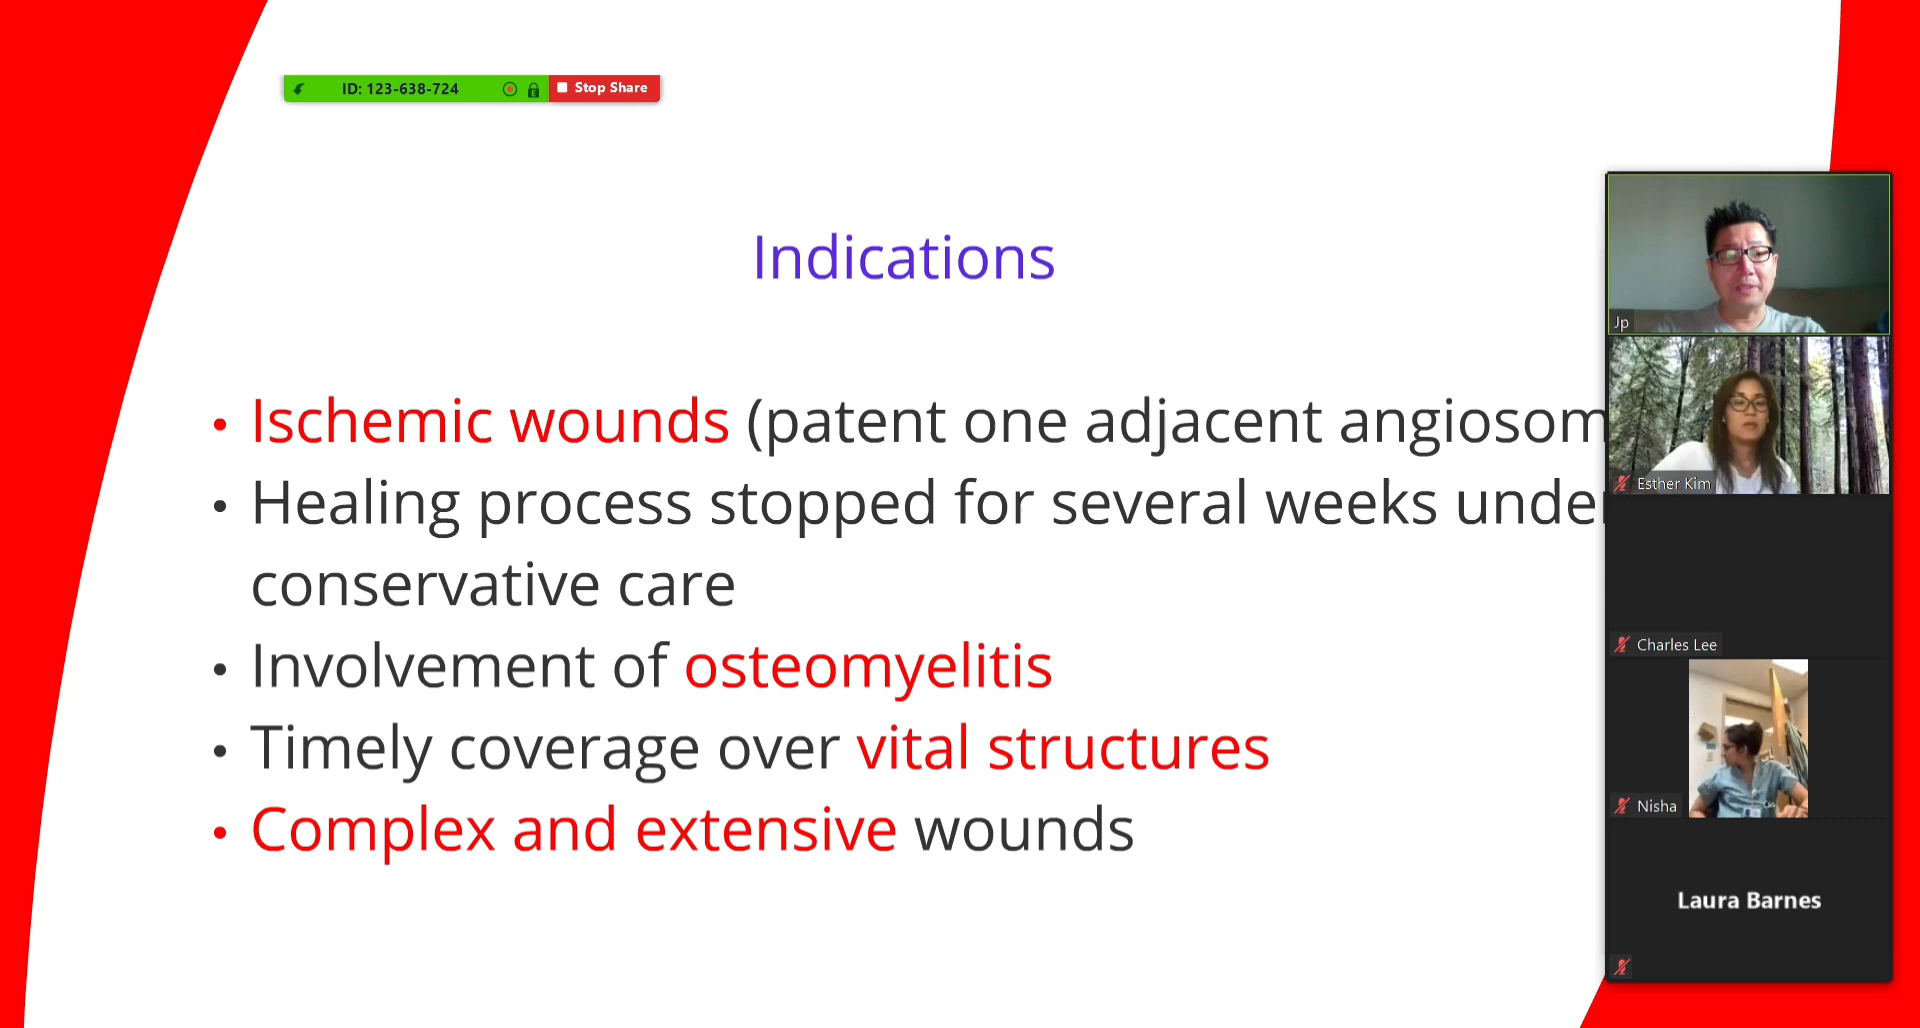 ID: 123-638-724
Stop Share
Indications
• Ischemic wounds (patent one adjacent angiosom
• Healing process stopped for several weeks under
conservative care
• Involvement of osteomyelitis
• Timely coverage over vital structures
• Complex and extensive wounds
Jp
Esther Kim
Charles Lee
Nisha
Laura Barnes